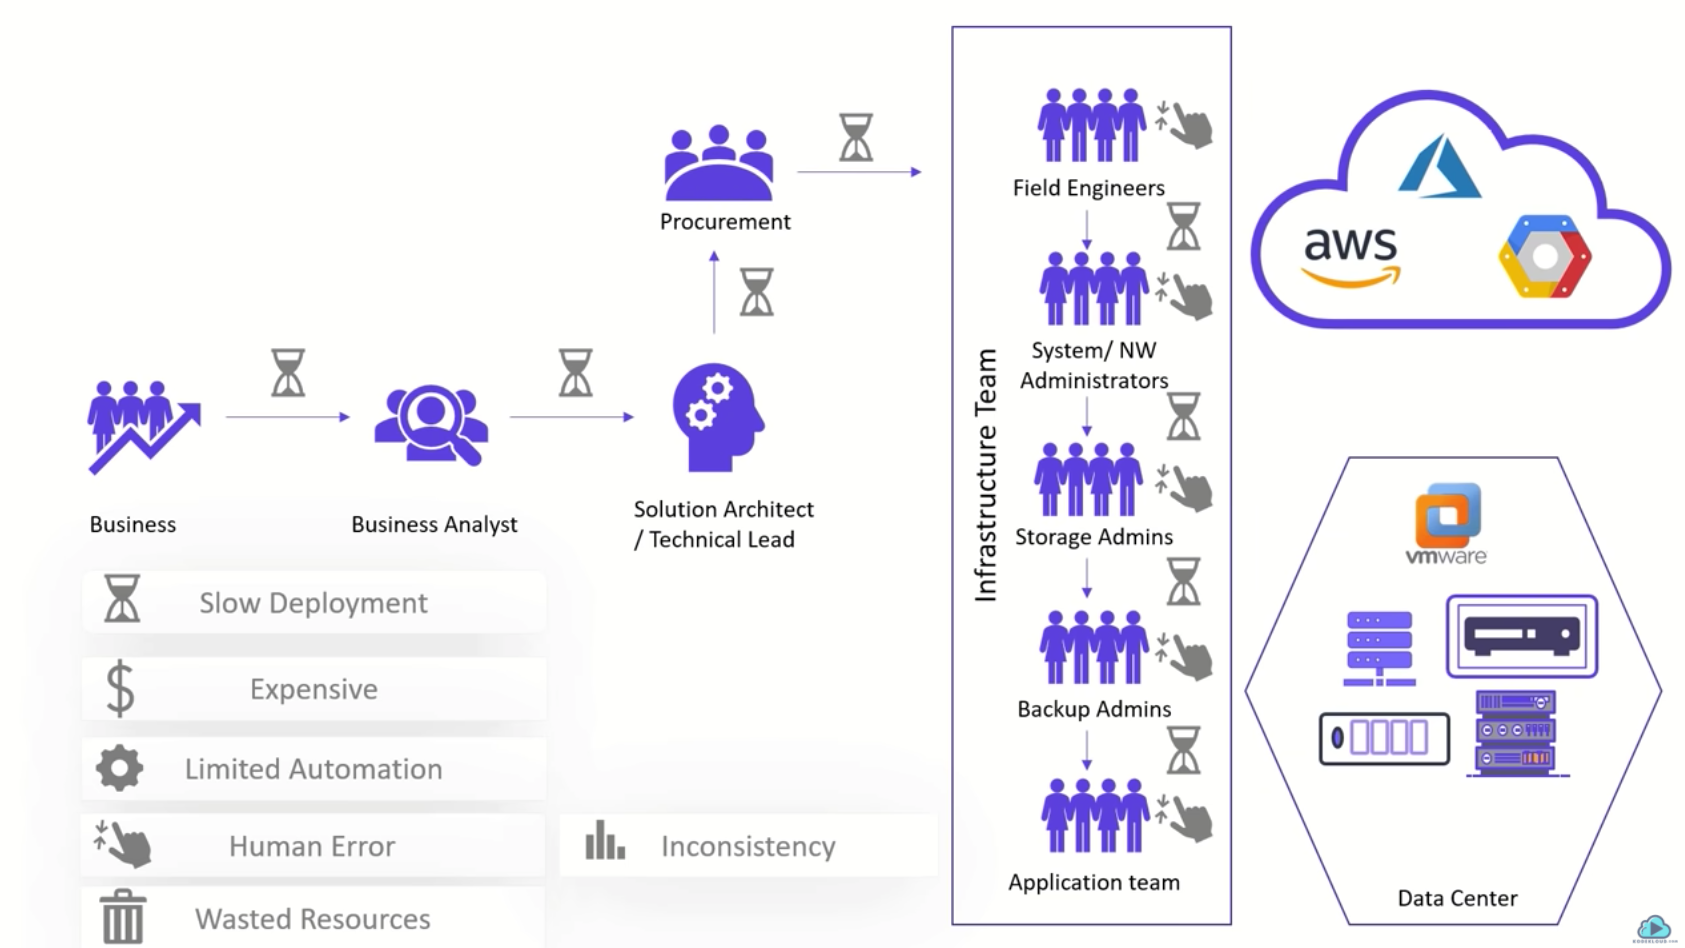 Procurement
Business
Business Analyst
Solution Architect
/ Technical Lead
Slow Deployment
Expensive
Limited Automation
Human Error
Inconsistency
Wasted Resources
Infrastructure Team
Field Engineers
System/ NW
Administrators
Storage Admins
Backup Admins
Application team
aws
vmware
Data Center